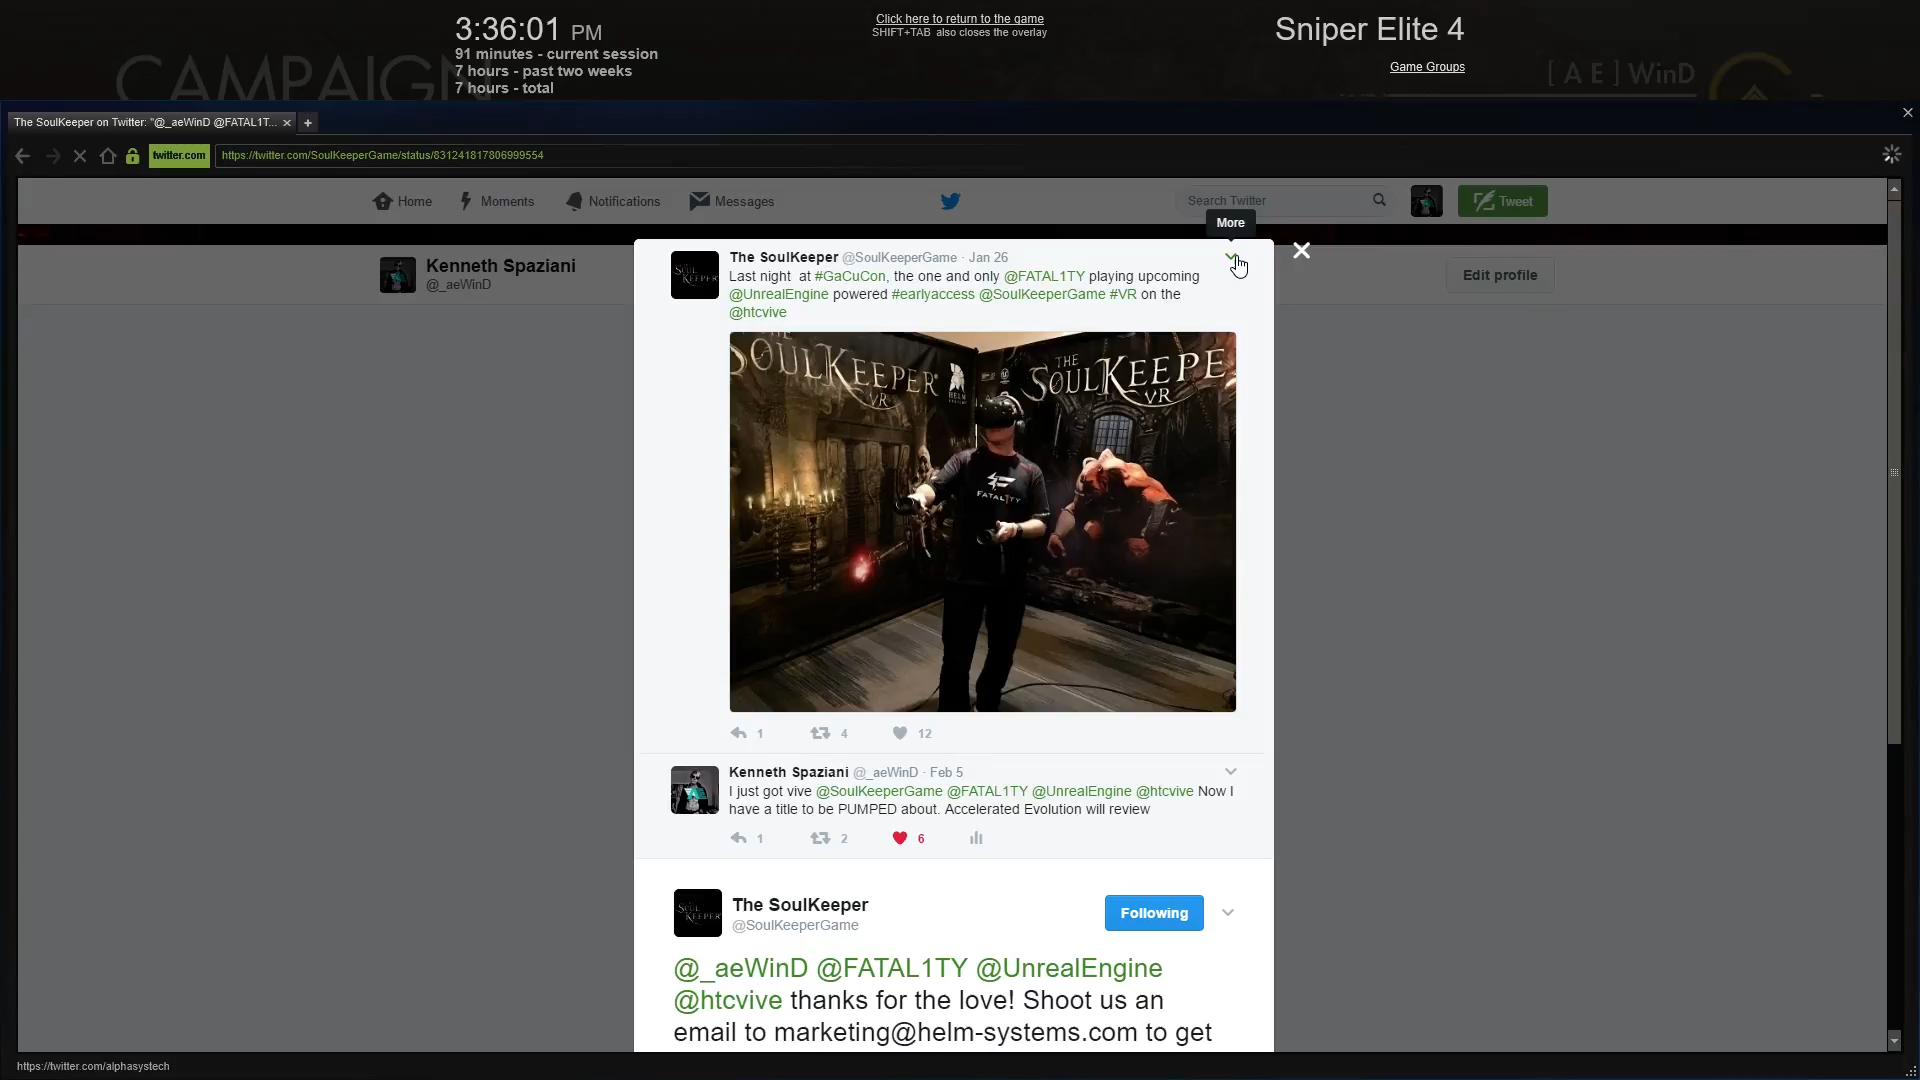 3:36:01 PM
91 minutes - current session
7 hours - past two weeks
7 hours - total
Click here to return to the game
SHIFT+TAB also closes the overlay
Sniper Elite 4
Game Groups
CAMPAIGN
[ A E ] WinD
The SoulKeeper on Twitter: "@_aeWinD @FATAL1T...
twitter.com
https://twitter.com/SoulKeeperGame/status/831241817806999554
Home
Moments
Notifications
Messages
Search Twitter
Tweet
More
Kenneth Spaziani
@_aeWinD
Edit profile
The SoulKeeper @SoulKeeperGame · Jan 26
Last night at #GaCuCon, the one and only @FATAL1TY playing upcoming
@UnrealEngine powered #earlyaccess @SoulKeeperGame #VR on the
@htcvive
SOULKEEPER
VR
HELM
THE
SOULKEEPE
VR
FATAL1TY
1
4
12
Kenneth Spaziani @_aeWinD · Feb 5
I just got vive @SoulKeeperGame @FATAL1TY @UnrealEngine @htcvive Now I
have a title to be PUMPED about. Accelerated Evolution will review
1
2
6
SOUL
KEEPER
The SoulKeeper
@SoulKeeperGame
Following
@_aeWinD @FATAL1TY @UnrealEngine
@htcvive thanks for the love! Shoot us an
email to marketing@helm-systems.com to get
https://twitter.com/alphasystech